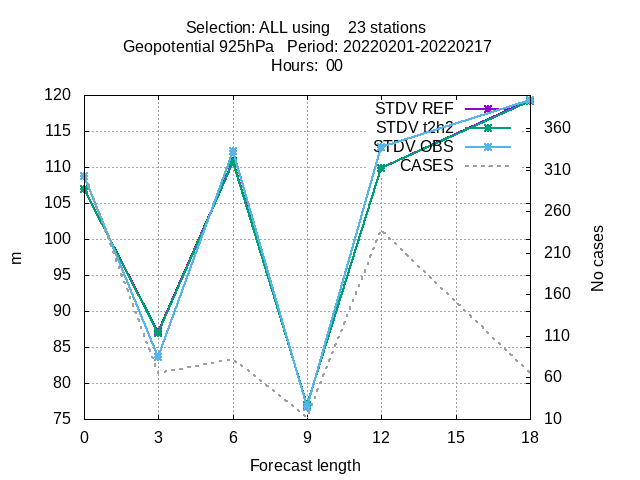 Selection: ALL using    23 stations
Geopotential 925hPa   Period: 20220201-20220217
Hours:  00
STDV REF
STDV t2h2
STDV OBS
CASES
120
115
110
105
100
95
90
85
80
75
m
360
310
260
210
160
110
60
10
No cases
0 3 6 9 12 15 18
Forecast length